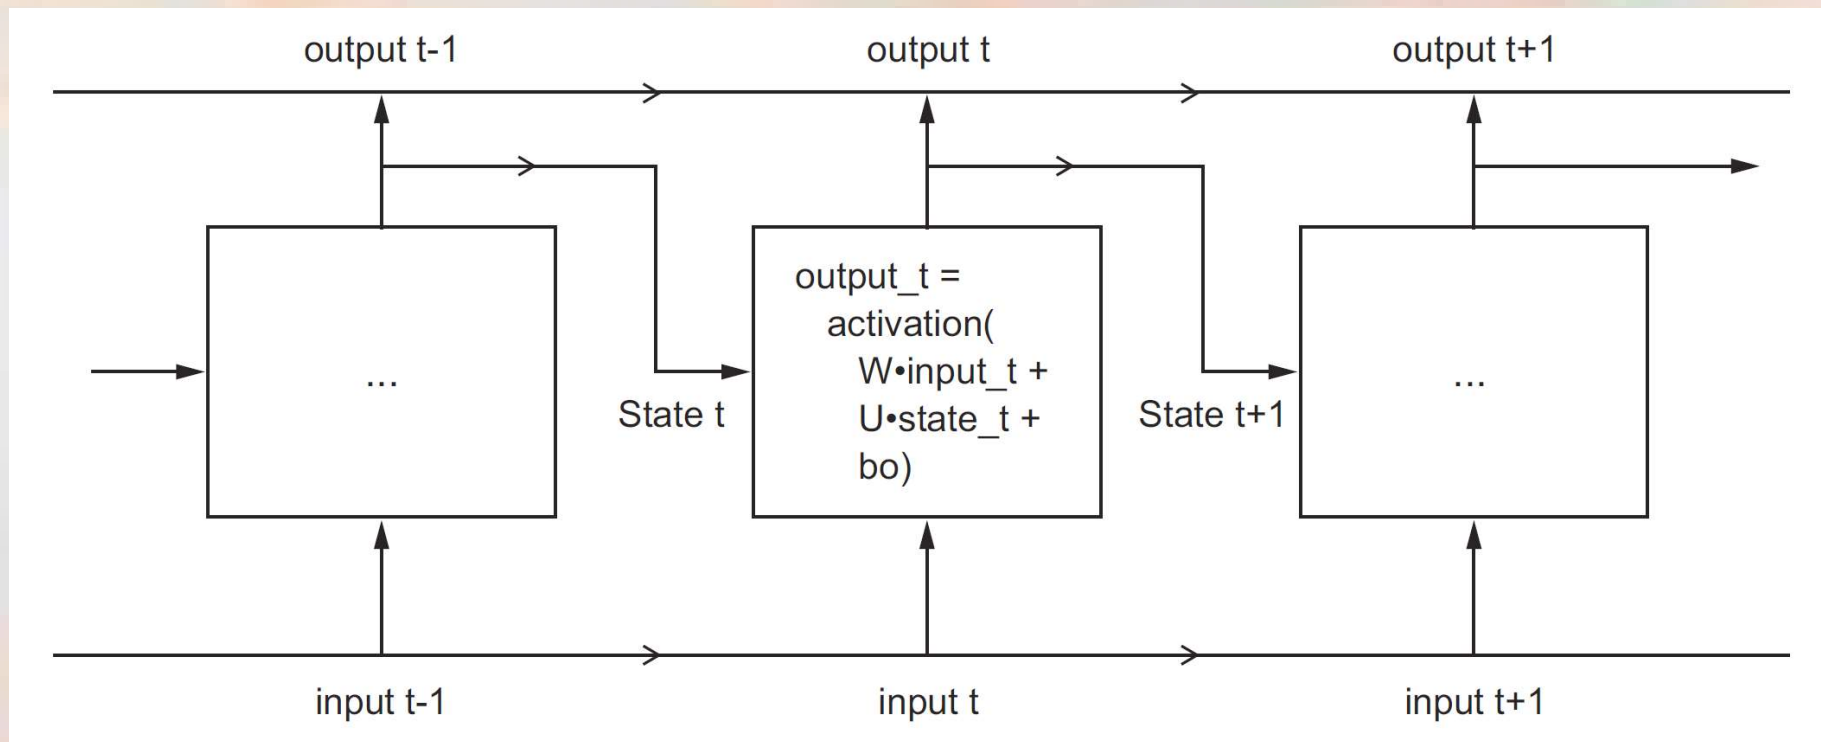 output t-1
output t
output t+1
output_t =
activation(
W•input_t +
U•state_t +
bo)
...
...
State t
State t+1
input t-1
input t
input t+1